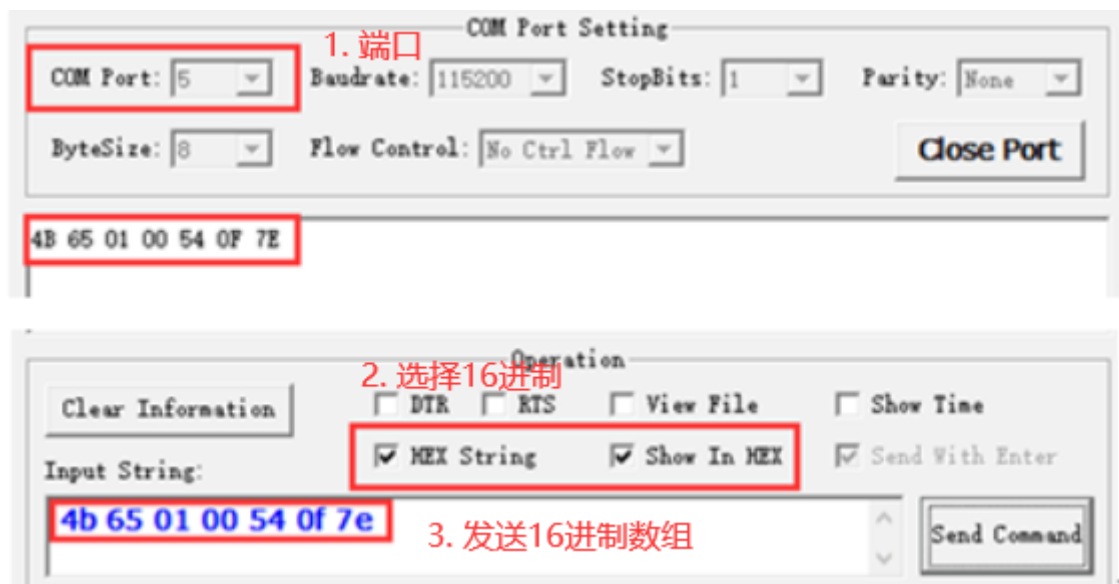 COM Port Setting
1. 端口
COM Port: 5 Baudrate: 115200 StopBits: 1 Parity: None
ByteSize: 8 Flow Control: No Ctrl Flow Close Port
4B 65 01 00 54 0F 7E
Operation
2. 选择16进制
Clear Information DTR RTS View File Show Time
HEX String Show In HEX Send With Enter
Input String:
4b 65 01 00 54 0f 7e
3. 发送16进制数组
Send Command